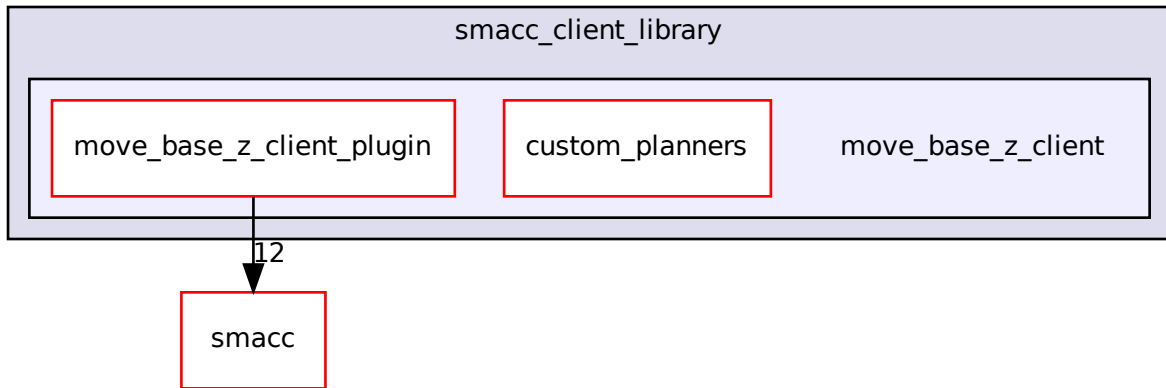 smacc_client_library
move_base_z_client_plugin
custom_planners
move_base_z_client
12
smacc